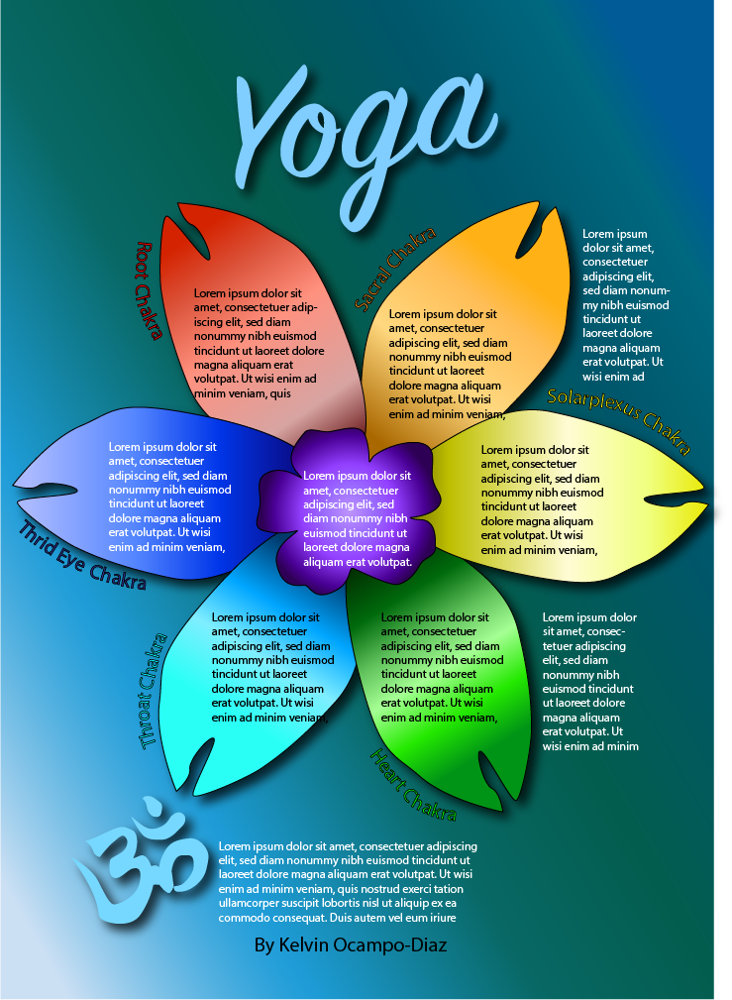 Yoga
Root Chakra
Lorem ipsum dolor sit
amet, consectetuer adip-
iscing elit, sed diam
nonummy nibh euismod
tincidunt ut laoreet dolore
magna aliquam erat
volutpat. Ut wisi enim ad
minim veniam, quis
Sacral Chakra
Lorem ipsum dolor sit
amet, consectetuer
adipiscing elit, sed diam
nonummy nibh euismod
tincidunt ut laoreet
dolore magna aliquam
erat volutpat. Ut wisi
enim ad minim veniam,
Lorem ipsum
dolor sit amet,
consectetuer
adipiscing elit,
sed diam nonum-
my nibh euismod
tincidunt ut
laoreet dolore
magna aliquam
erat volutpat. Ut
wisi enim ad
Solarplexus Chakra
Lorem ipsum dolor sit
amet, consectetuer
adipiscing elit, sed diam
nonummy nibh euismod
tincidunt ut laoreet
dolore magna aliquam
erat volutpat. Ut wisi
enim ad minim veniam,
Lorem ipsum dolor sit
amet, consectetuer
adipiscing elit, sed
diam nonummy nibh
euismod tincidunt ut
laoreet dolore magna
aliquam erat volutpat.
Lorem ipsum dolor sit
amet, consectetuer
adipiscing elit, sed diam
nonummy nibh euismod
tincidunt ut laoreet
dolore magna aliquam
erat volutpat. Ut wisi
enim ad minim veniam,
Thrid Eye Chakra
Throat Chakra
Lorem ipsum dolor sit
amet, consectetuer
adipiscing elit, sed diam
nonummy nibh euismod
tincidunt ut laoreet
dolore magna aliquam
erat volutpat. Ut wisi
enim ad minim veniam,
Lorem ipsum dolor sit
amet, consectetuer
adipiscing elit, sed diam
nonummy nibh euismod
tincidunt ut laoreet
dolore magna aliquam
erat volutpat. Ut wisi
enim ad minim veniam,
Heart Chakra
Lorem ipsum dolor
sit amet, consec-
tetuer adipiscing
elit, sed diam
nonummy nibh
euismod tincidunt
ut laoreet dolore
magna aliquam
erat volutpat. Ut
wisi enim ad minim
ॐ
Lorem ipsum dolor sit amet, consectetuer adipiscing
elit, sed diam nonummy nibh euismod tincidunt ut
laoreet dolore magna aliquam erat volutpat. Ut wisi
enim ad minim veniam, quis nostrud exerci tation
ullamcorper suscipit lobortis nisl ut aliquip ex ea
commodo consequat. Duis autem vel eum iriure
By Kelvin Ocampo-Diaz